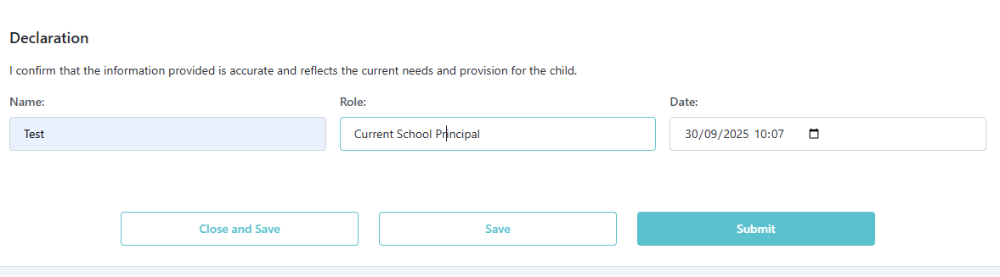 Declaration
I confirm that the information provided is accurate and reflects the current needs and provision for the child.
Name: Role: Date:
Test Current School Principal 30/09/2025 10:07
Close and Save Save Submit